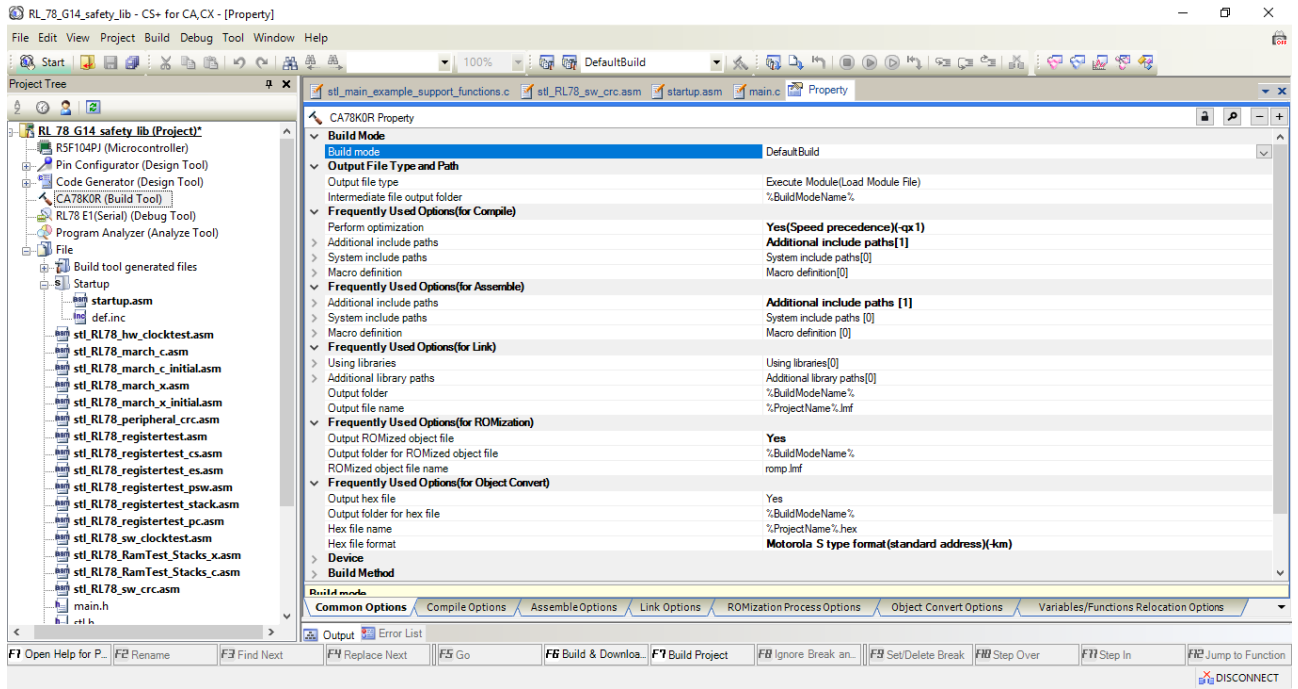 RL_78_G14_safety_lib - CS+ for CA,CX - [Property]
File Edit View Project Build Debug Tool Window Help
Start 100% DefaultBuild
Project Tree
stl_main_example_support_functions.c stl_RL78_sw_crc.asm startup.asm main.c Property
RL_78_G14_safety_lib (Project)*
R5F104PJ (Microcontroller)
Pin Configurator (Design Tool)
Code Generator (Design Tool)
CA78K0R (Build Tool)
RL78 E1(Serial) (Debug Tool)
Program Analyzer (Analyze Tool)
File
Build tool generated files
Startup
startup.asm
def.inc
stl_RL78_hw_clocktest.asm
stl_RL78_march_c.asm
stl_RL78_march_c_initial.asm
stl_RL78_march_x.asm
stl_RL78_march_x_initial.asm
stl_RL78_peripheral_crc.asm
stl_RL78_registertest.asm
stl_RL78_registertest_cs.asm
stl_RL78_registertest_es.asm
stl_RL78_registertest_psw.asm
stl_RL78_registertest_stack.asm
stl_RL78_registertest_pc.asm
stl_RL78_sw_clocktest.asm
stl_RL78_RamTest_Stacks_x.asm
stl_RL78_RamTest_Stacks_c.asm
stl_RL78_sw_crc.asm
main.h
stl.h
CA78K0R Property
Build Mode
Build mode DefaultBuild
Output File Type and Path
Output file type Execute Module(Load Module File)
Intermediate file output folder %BuildModeName%
Frequently Used Options(for Compile)
Perform optimization Yes(Speed precedence)(-qx1)
Additional include paths Additional include paths[1]
System include paths System include paths[0]
Macro definition Macro definition[0]
Frequently Used Options(for Assemble)
Additional include paths Additional include paths [1]
System include paths System include paths [0]
Macro definition Macro definition [0]
Frequently Used Options(for Link)
Using libraries Using libraries[0]
Additional library paths Additional library paths[0]
Output folder %BuildModeName%
Output file name %ProjectName%.lmf
Frequently Used Options(for ROMization)
Output ROMized object file Yes
Output folder for ROMized object file %BuildModeName%
ROMized object file name romp.lmf
Frequently Used Options(for Object Convert)
Output hex file Yes
Output folder for hex file %BuildModeName%
Hex file name %ProjectName%.hex
Hex file format Motorola S type format(standard address)(-km)
Device
Build Method
Build mode
Common Options Compile Options Assemble Options Link Options ROMization Process Options Object Convert Options Variables/Functions Relocation Options
Output Error List
F1 Open Help for P... F2 Rename F3 Find Next F4 Replace Next F5 Go F6 Build & Downloa... F7 Build Project F8 Ignore Break an... F9 Set/Delete Break F10 Step Over F11 Step In F12 Jump to Function
DISCONNECT